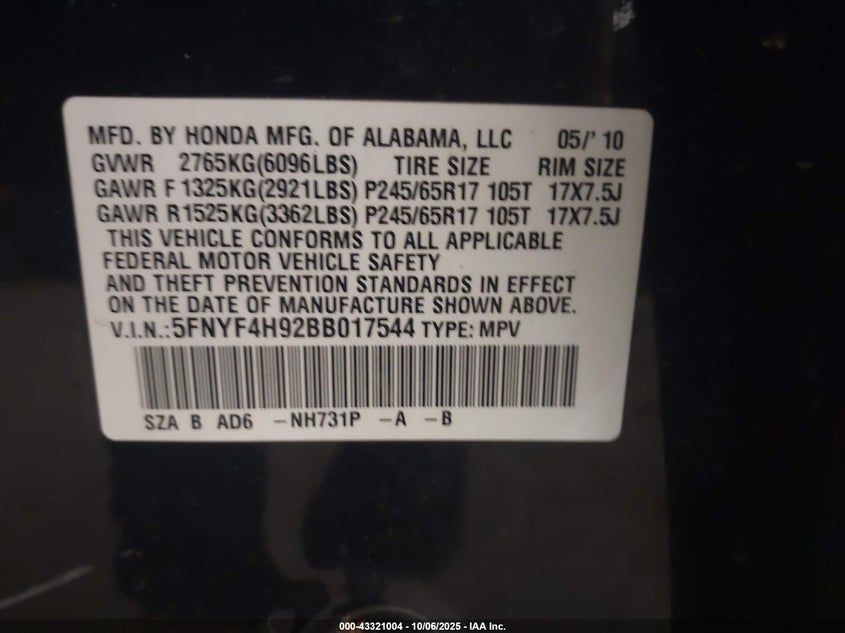 MFD. BY HONDA MFG. OF ALABAMA, LLC 05/' 10
GVWR 2765KG(6096LBS) TIRE SIZE RIM SIZE
GAWR F 1325KG(2921LBS) P245/65R17 105T 17X7.5J
GAWR R1525KG(3362LBS) P245/65R17 105T 17X7.5J
THIS VEHICLE CONFORMS TO ALL APPLICABLE
FEDERAL MOTOR VEHICLE SAFETY
AND THEFT PREVENTION STANDARDS IN EFFECT
ON THE DATE OF MANUFACTURE SHOWN ABOVE.
V.I.N.:5FNYF4H92BB017544 TYPE: MPV
SZA B AD6 -NH731P -A -B
000-43321004 - 10/06/2025 - IAA Inc.